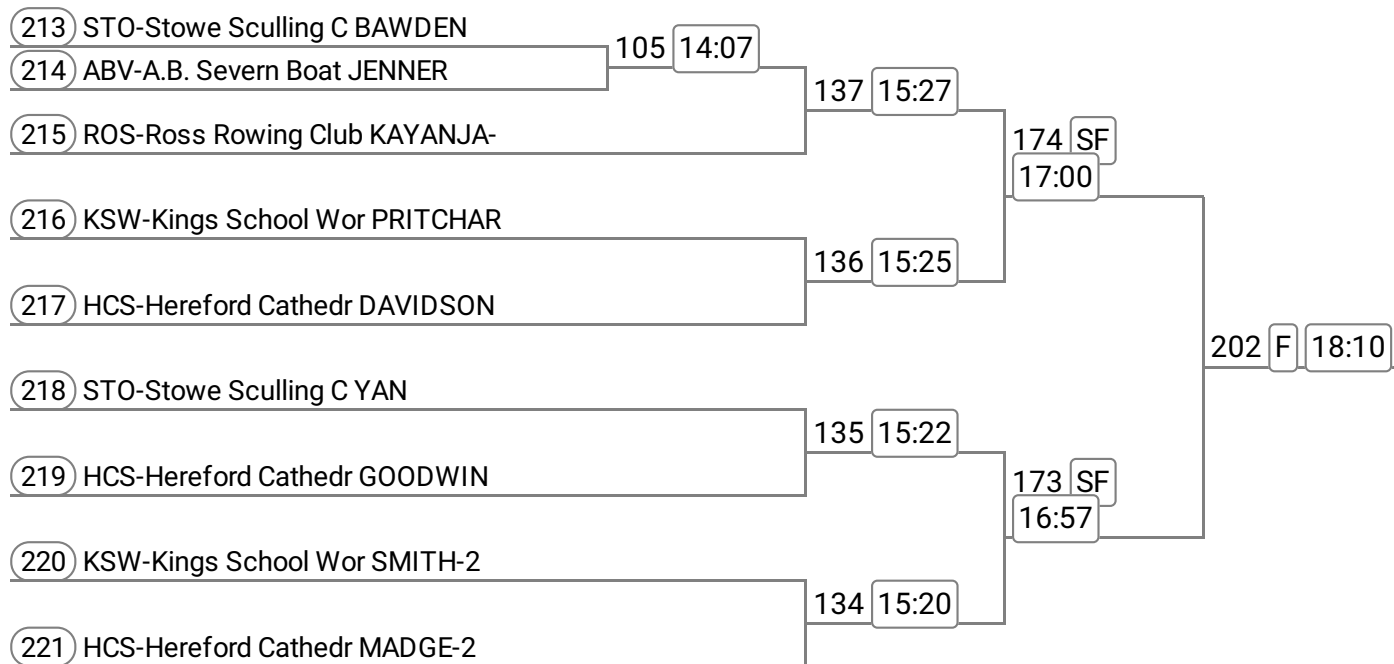 213 STO-Stowe Sculling C BAWDEN
105 14:07
214 ABV-A.B. Severn Boat JENNER
137 15:27
215 ROS-Ross Rowing Club KAYANJA-
174 SF
17:00
216 KSW-Kings School Wor PRITCHAR
136 15:25
217 HCS-Hereford Cathedr DAVIDSON
202 F 18:10
218 STO-Stowe Sculling C YAN
135 15:22
219 HCS-Hereford Cathedr GOODWIN
173 SF
16:57
220 KSW-Kings School Wor SMITH-2
134 15:20
221 HCS-Hereford Cathedr MADGE-2